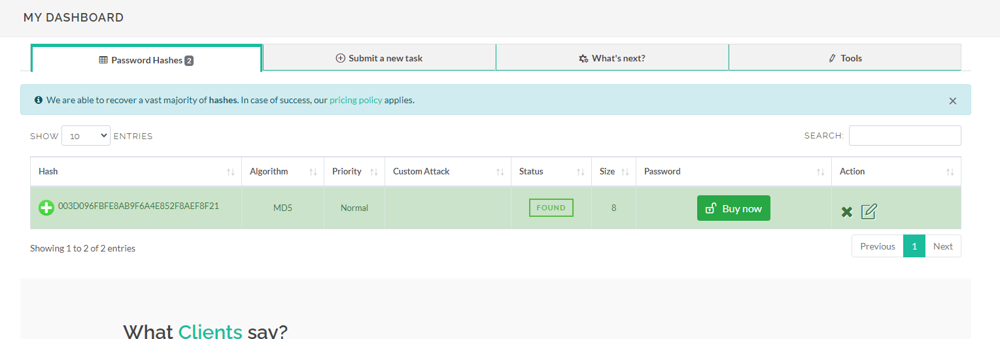 MY DASHBOARD
Password Hashes 2
Submit a new task
What's next?
Tools
We are able to recover a vast majority of hashes. In case of success, our pricing policy applies.
×
SHOW 10 ENTRIES
SEARCH:
Hash Algorithm Priority Custom Attack Status Size Password Action
003D096FBFE8AB9F6A4E852F8AEF8F21 MD5 Normal FOUND 8 Buy now
Showing 1 to 2 of 2 entries
Previous 1 Next
What Clients say?